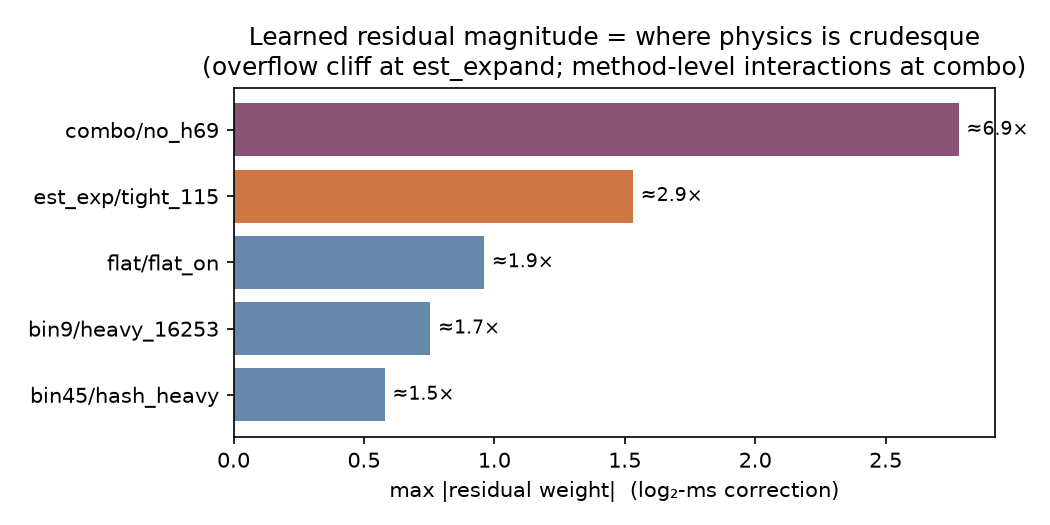 Learned residual magnitude = where physics is crudesque
(overflow cliff at est_expand; method-level interactions at combo)
combo/no_h69
≈6.9×
est_exp/tight_115
≈2.9×
flat/flat_on
≈1.9×
bin9/heavy_16253
≈1.7×
bin45/hash_heavy
≈1.5×
0.0 0.5 1.0 1.5 2.0 2.5
max |residual weight| (log₂-ms correction)